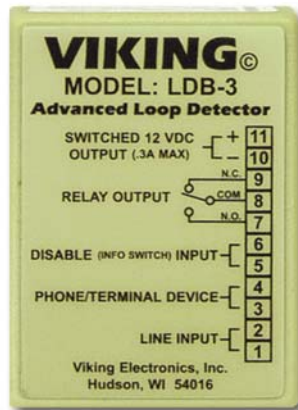 VIKING©
MODEL: LDB-3
Advanced Loop Detector
SWITCHED 12 VDC
OUTPUT (.3A MAX)
+ 11
– 10
N.C. 9
RELAY OUTPUT COM 8
N.O. 7
DISABLE (INFO SWITCH) INPUT
6
5
PHONE/TERMINAL DEVICE
4
3
LINE INPUT
2
1
Viking Electronics, Inc.
Hudson, WI 54016